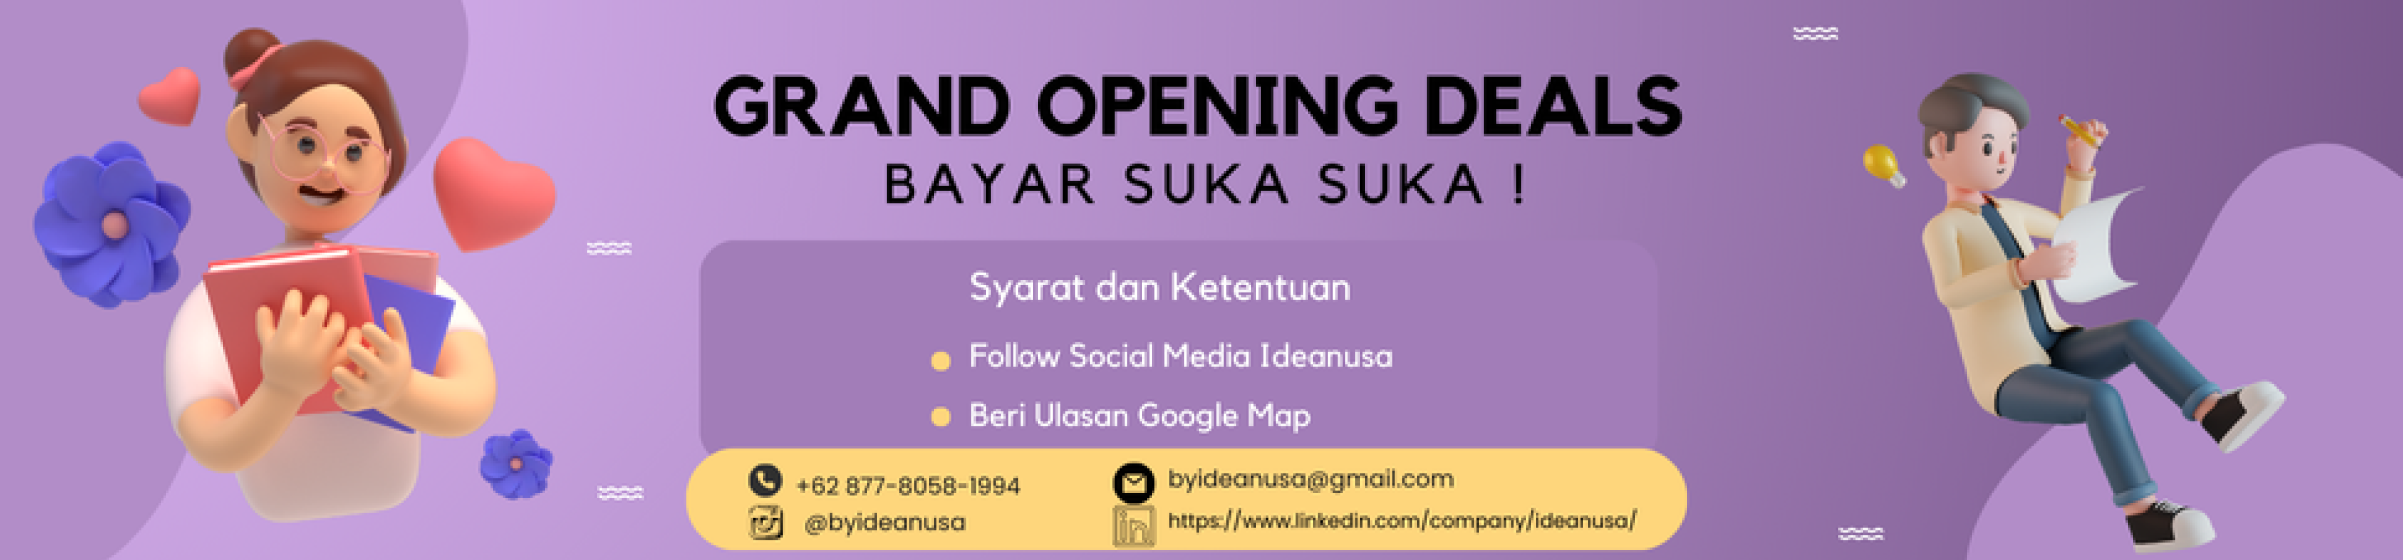 GRAND OPENING DEALS
BAYAR SUKA SUKA !
Syarat dan Ketentuan
Follow Social Media Ideanusa
Beri Ulasan Google Map
+62 877-8058-1994
@byideanusa
byideanusa@gmail.com
https://www.linkedin.com/company/ideanusa/